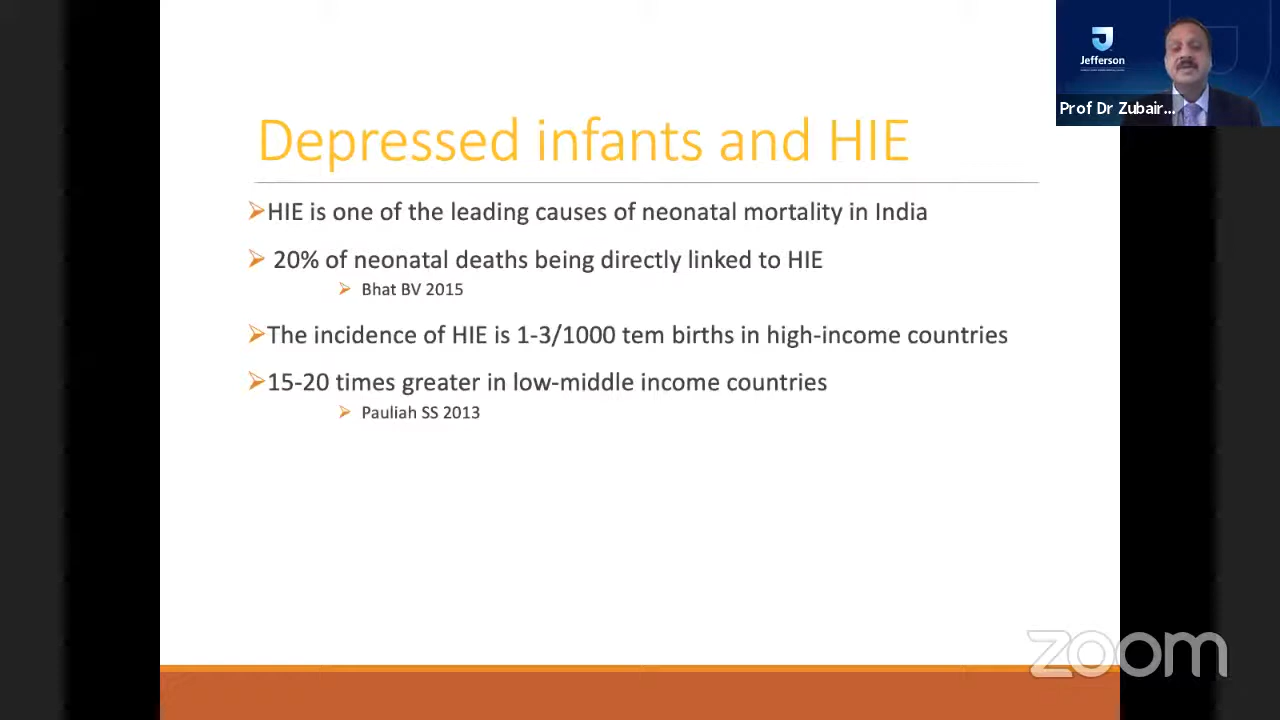 Jefferson
Prof Dr Zubair...
Depressed infants and HIE
HIE is one of the leading causes of neonatal mortality in India
20% of neonatal deaths being directly linked to HIE
Bhat BV 2015
The incidence of HIE is 1-3/1000 tem births in high-income countries
15-20 times greater in low-middle income countries
Pauliah SS 2013
zoom